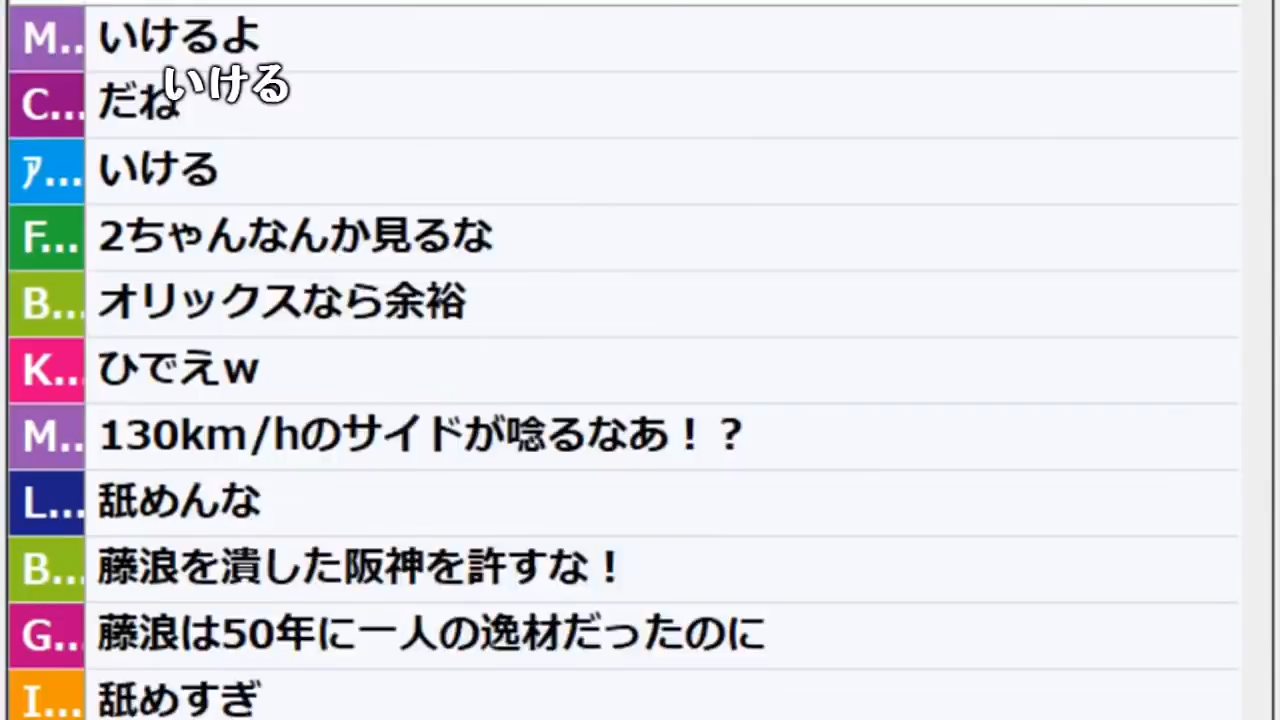 M.. いけるよ
いける
C... だね
ｱ... いける
F... 2ちゃんなんか見るな
B... オリックスなら余裕
K... ひでえｗ
M.. 130km/hのサイドが唸るなあ！？
L... 舐めんな
B... 藤浪を潰した阪神を許すな！
G... 藤浪は50年に一人の逸材だったのに
I... 舐めすぎ